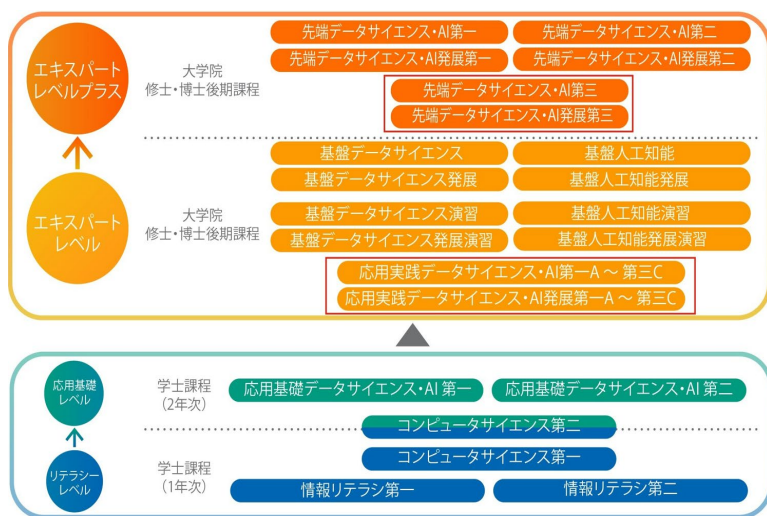 エキスパート
レベルプラス
大学院
修士・博士後期課程
先端データサイエンス・AI第一
先端データサイエンス・AI第二
先端データサイエンス・AI発展第一
先端データサイエンス・AI発展第二
先端データサイエンス・AI第三
先端データサイエンス・AI発展第三
エキスパート
レベル
大学院
修士・博士後期課程
基盤データサイエンス
基盤人工知能
基盤データサイエンス発展
基盤人工知能発展
基盤データサイエンス演習
基盤人工知能演習
基盤データサイエンス発展演習
基盤人工知能発展演習
応用実践データサイエンス・AI第一A ～ 第三C
応用実践データサイエンス・AI発展第一A ～ 第三C
応用基礎
レベル
学士課程
（2年次）
応用基礎データサイエンス・AI 第一
応用基礎データサイエンス・AI 第二
コンピュータサイエンス第二
リテラシー
レベル
学士課程
（1年次）
コンピュータサイエンス第一
情報リテラシ第一
情報リテラシ第二